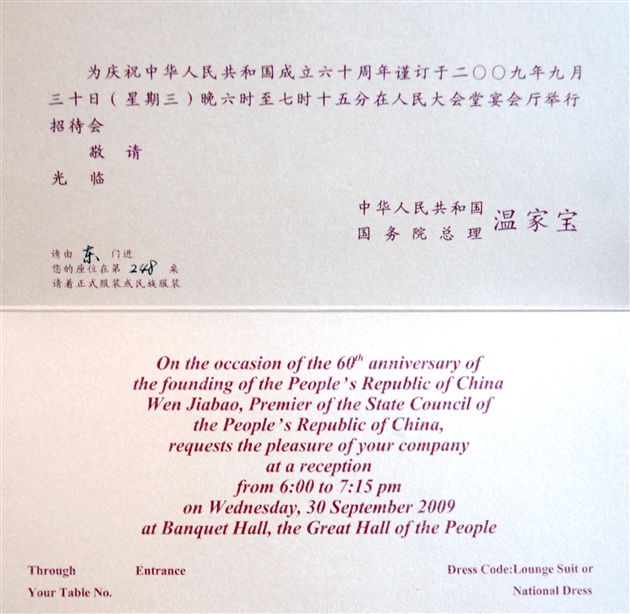 为庆祝中华人民共和国成立六十周年谨订于二〇〇九年九月
三十日（星期三）晚六时至七时十五分在人民大会堂宴会厅举行
招待会
敬 请
光 临
中华人民共和国
国务院总理 温家宝
请由 东 门进
您的座位在第 248 桌
请着正式服装或民族服装
On the occasion of the 60th anniversary of
the founding of the People's Republic of China
Wen Jiabao, Premier of the State Council of
the People's Republic of China,
requests the pleasure of your company
at a reception
from 6:00 to 7:15 pm
on Wednesday, 30 September 2009
at Banquet Hall, the Great Hall of the People
Through Entrance
Your Table No.
Dress Code:Lounge Suit or
National Dress